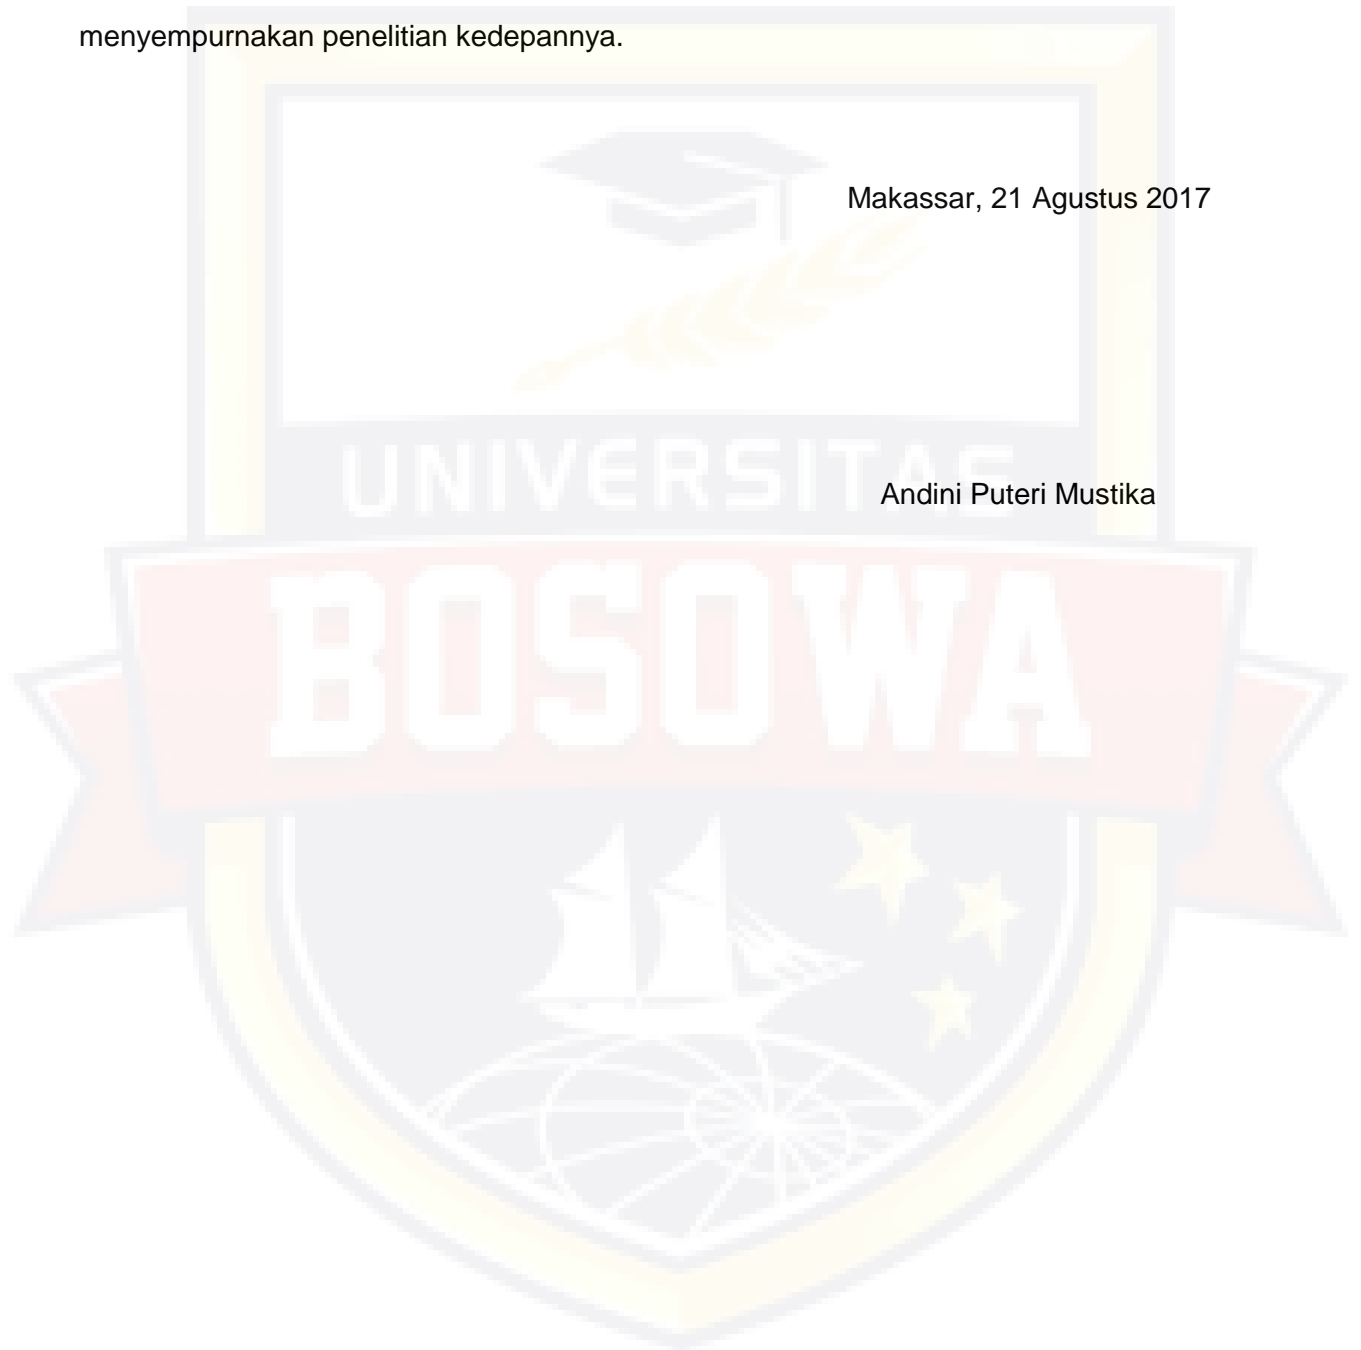 menyempurnakan penelitian kedepannya.
Makassar, 21 Agustus 2017
UNIVERSITAS
Andini Puteri Mustika
BOSOWA